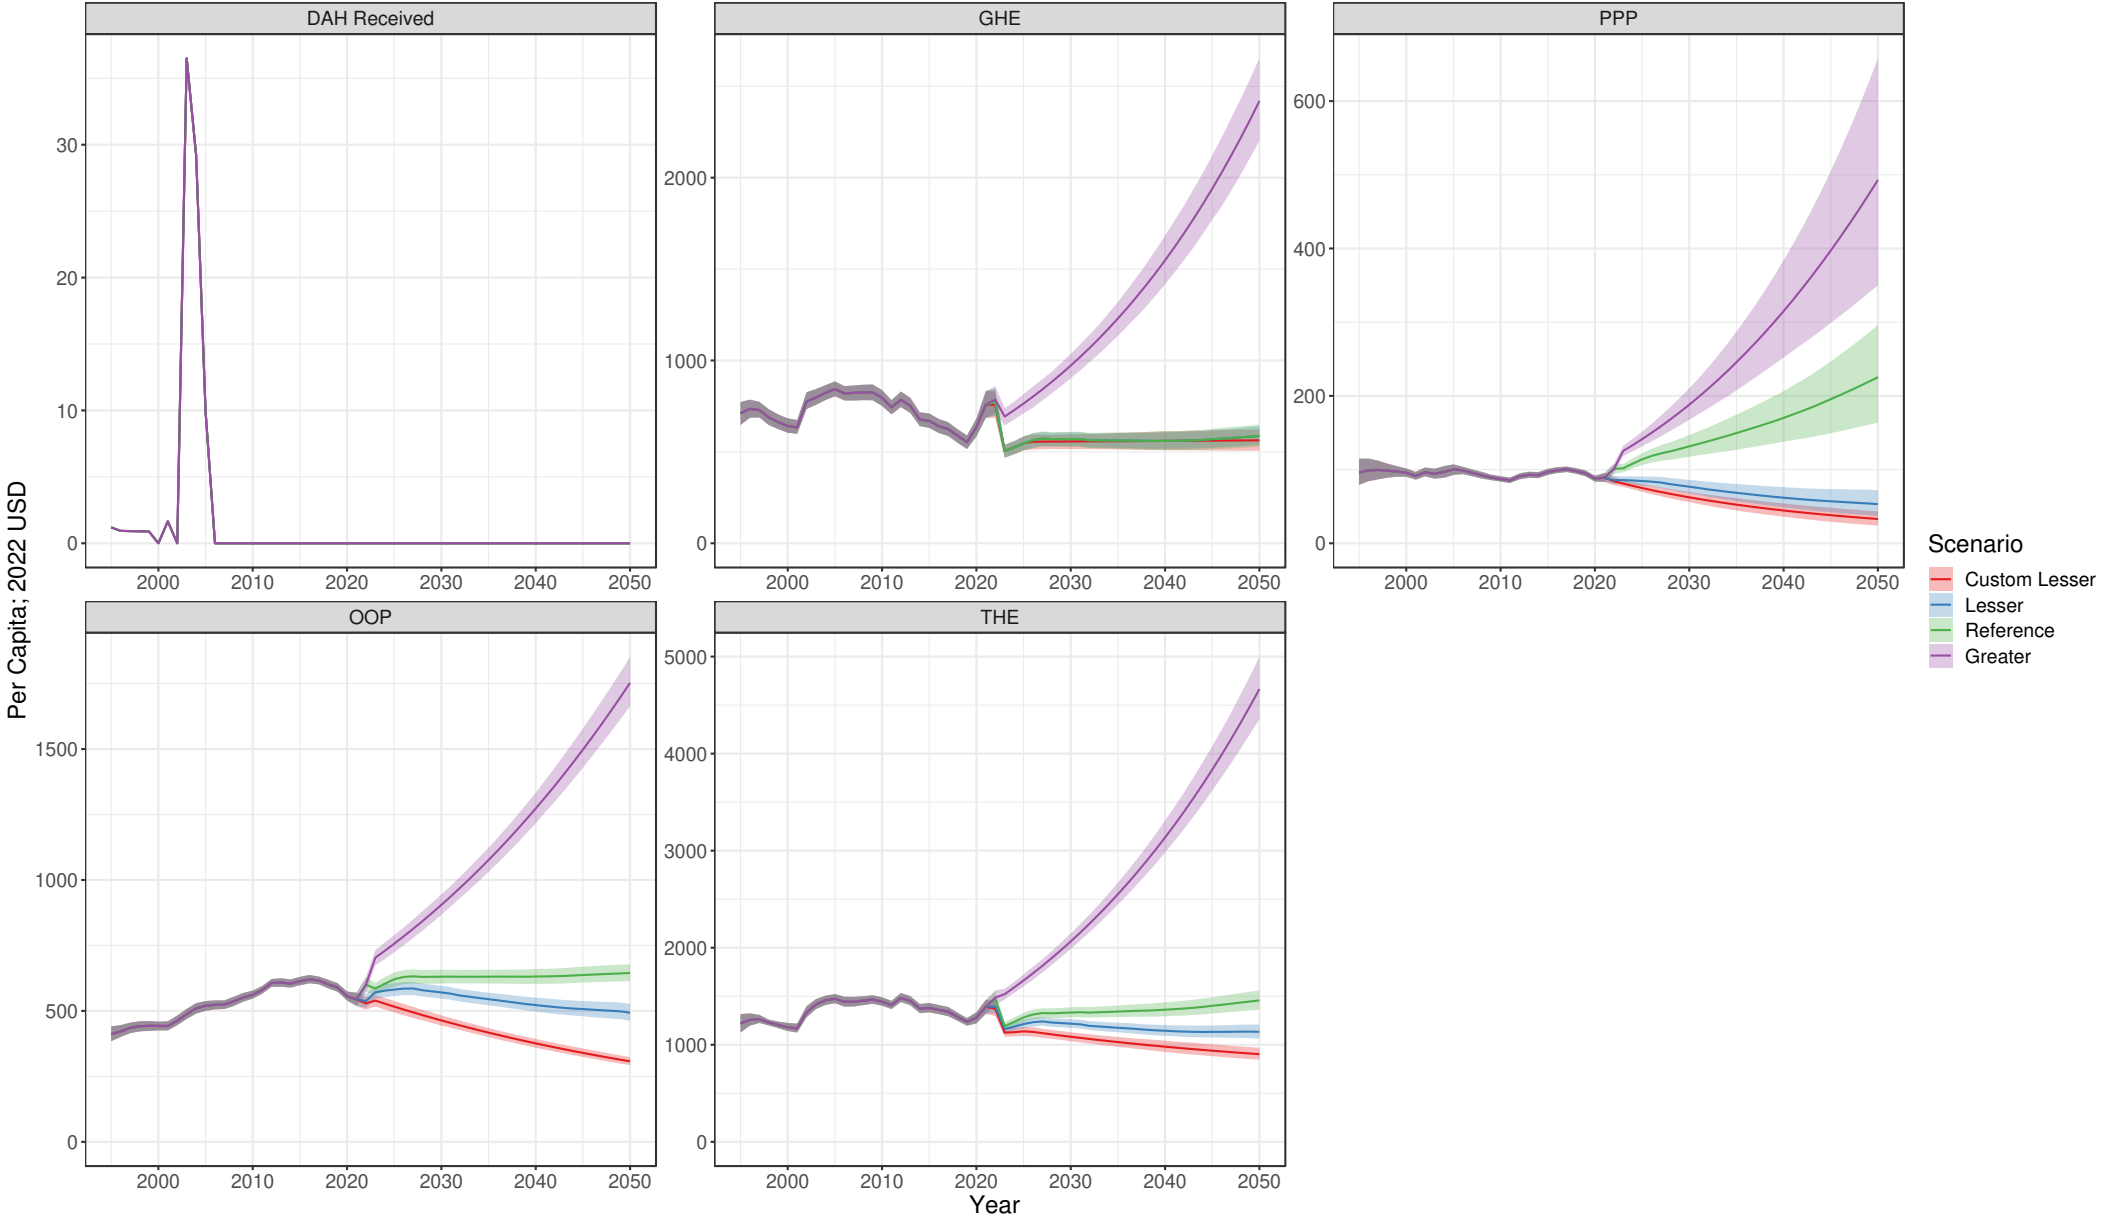 DAH Received
GHE
PPP
30
20
10
0
2000
1000
0
600
400
200
0
2000 2010 2020 2030 2040 2050
2000 2010 2020 2030 2040 2050
2000 2010 2020 2030 2040 2050
OOP
THE
1500
1000
500
0
5000
4000
3000
2000
1000
0
2000 2010 2020 2030 2040 2050
2000 2010 2020 2030 2040 2050
Per Capita; 2022 USD
Year
Scenario
Custom Lesser
Lesser
Reference
Greater